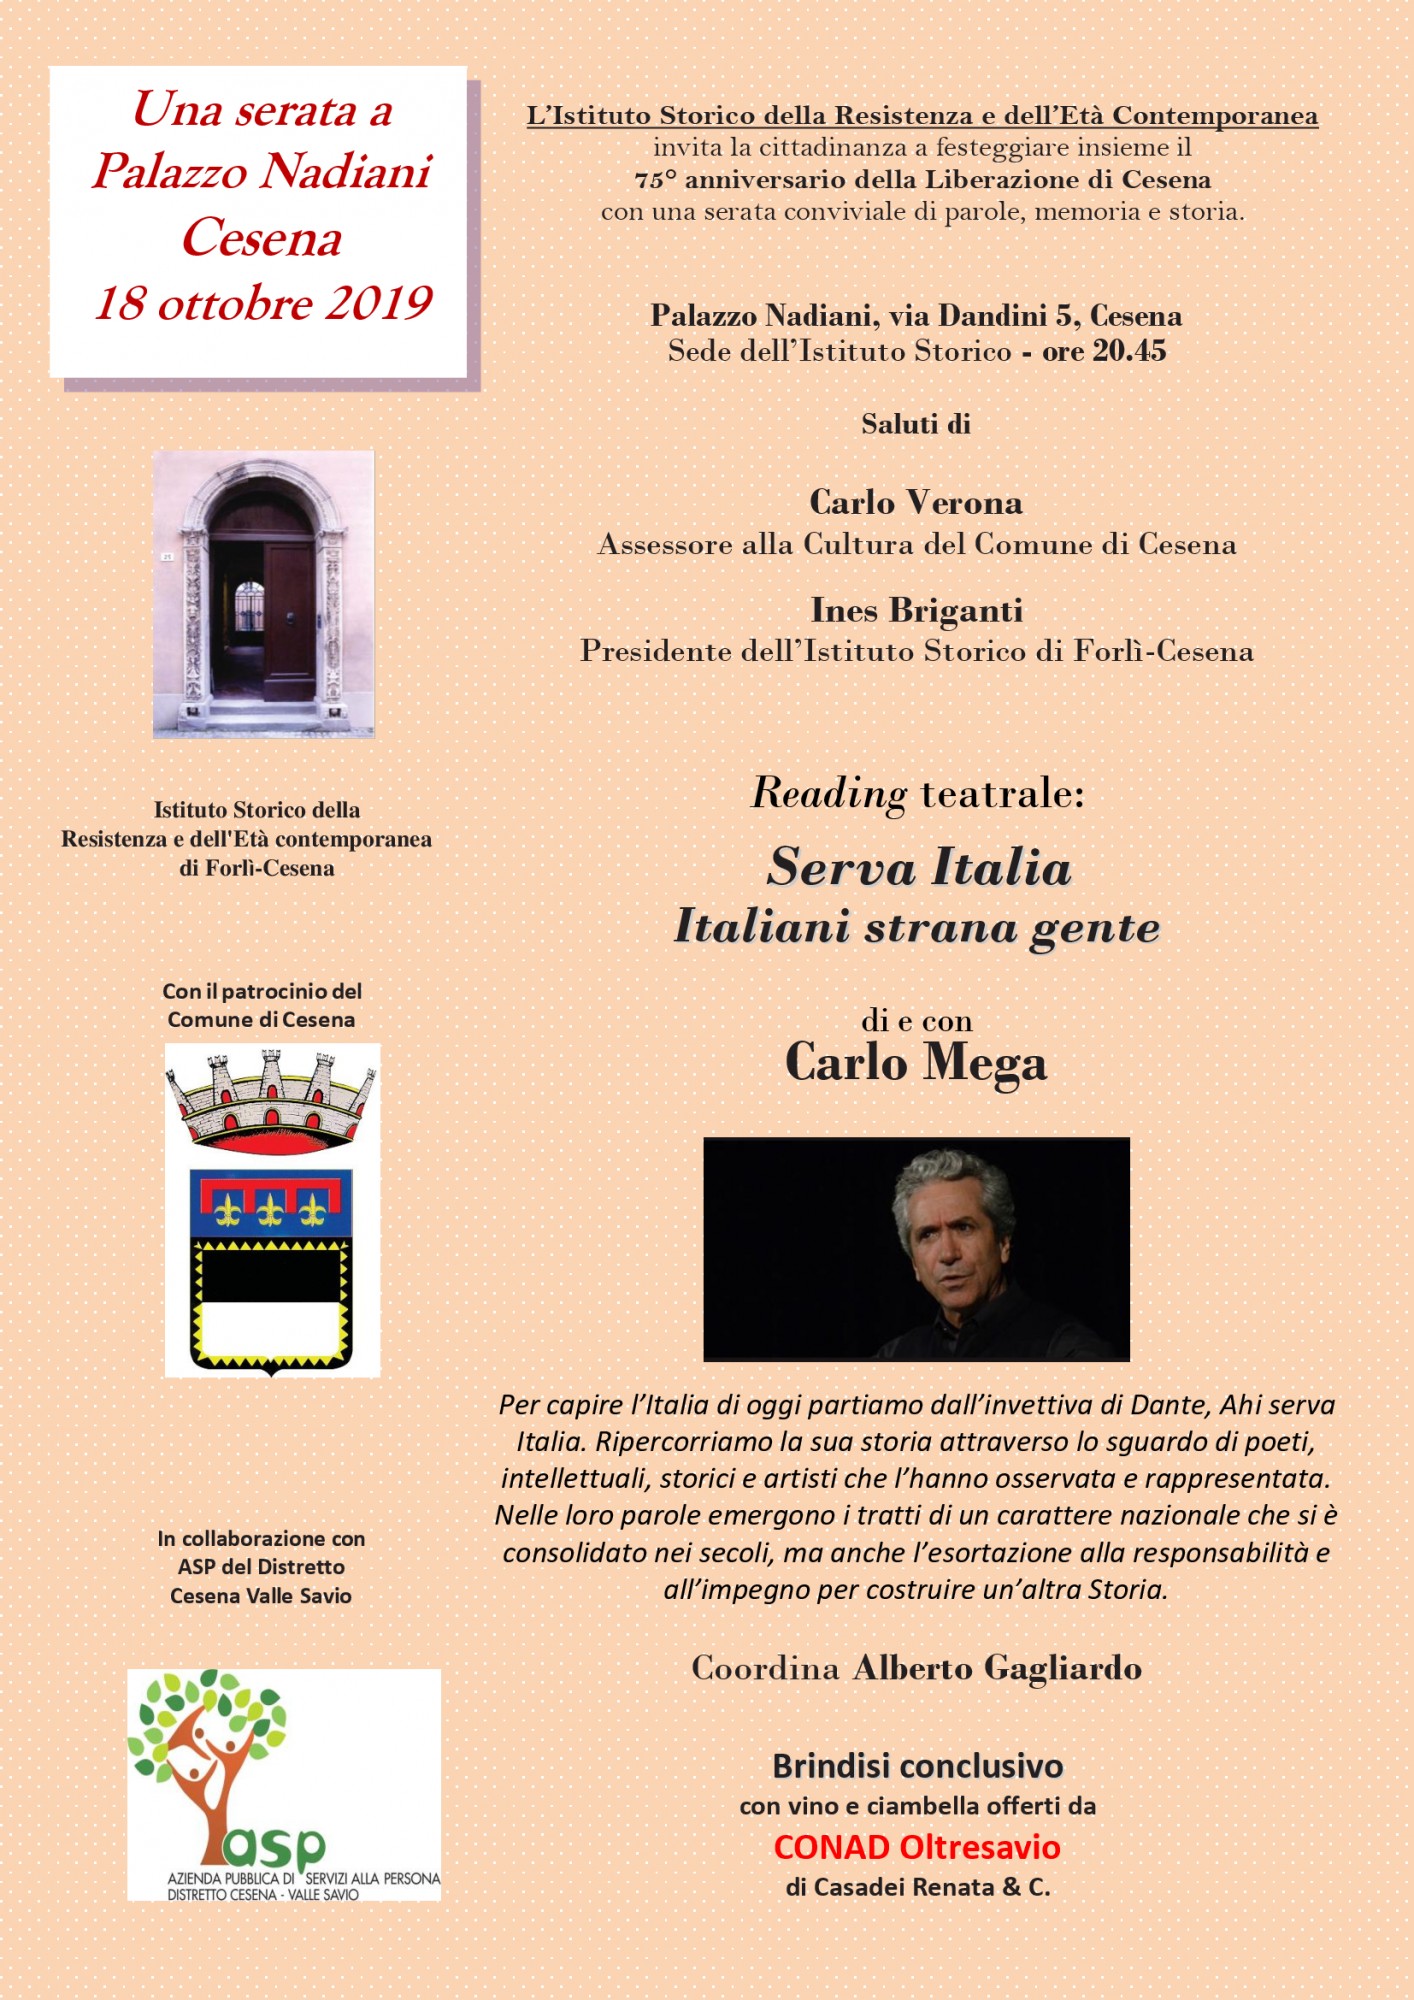 Una serata a
Palazzo Nadiani
Cesena
18 ottobre 2019
Istituto Storico della
Resistenza e dell'Età contemporanea
di Forlì-Cesena
Con il patrocinio del
Comune di Cesena
In collaborazione con
ASP del Distretto
Cesena Valle Savio
asp
AZIENDA PUBBLICA DI SERVIZI ALLA PERSONA
DISTRETTO CESENA - VALLE SAVIO
L’Istituto Storico della Resistenza e dell’Età Contemporanea
invita la cittadinanza a festeggiare insieme il
75° anniversario della Liberazione di Cesena
con una serata conviviale di parole, memoria e storia.
Palazzo Nadiani, via Dandini 5, Cesena
Sede dell’Istituto Storico - ore 20.45
Saluti di
Carlo Verona
Assessore alla Cultura del Comune di Cesena
Ines Briganti
Presidente dell’Istituto Storico di Forlì-Cesena
Reading teatrale:
Serva Italia
Italiani strana gente
di e con
Carlo Mega
Per capire l’Italia di oggi partiamo dall’invettiva di Dante, Ahi serva
Italia. Ripercorriamo la sua storia attraverso lo sguardo di poeti,
intellettuali, storici e artisti che l’hanno osservata e rappresentata.
Nelle loro parole emergono i tratti di un carattere nazionale che si è
consolidato nei secoli, ma anche l’esortazione alla responsabilità e
all’impegno per costruire un’altra Storia.
Coordina Alberto Gagliardo
Brindisi conclusivo
con vino e ciambella offerti da
CONAD Oltresavio
di Casadei Renata & C.